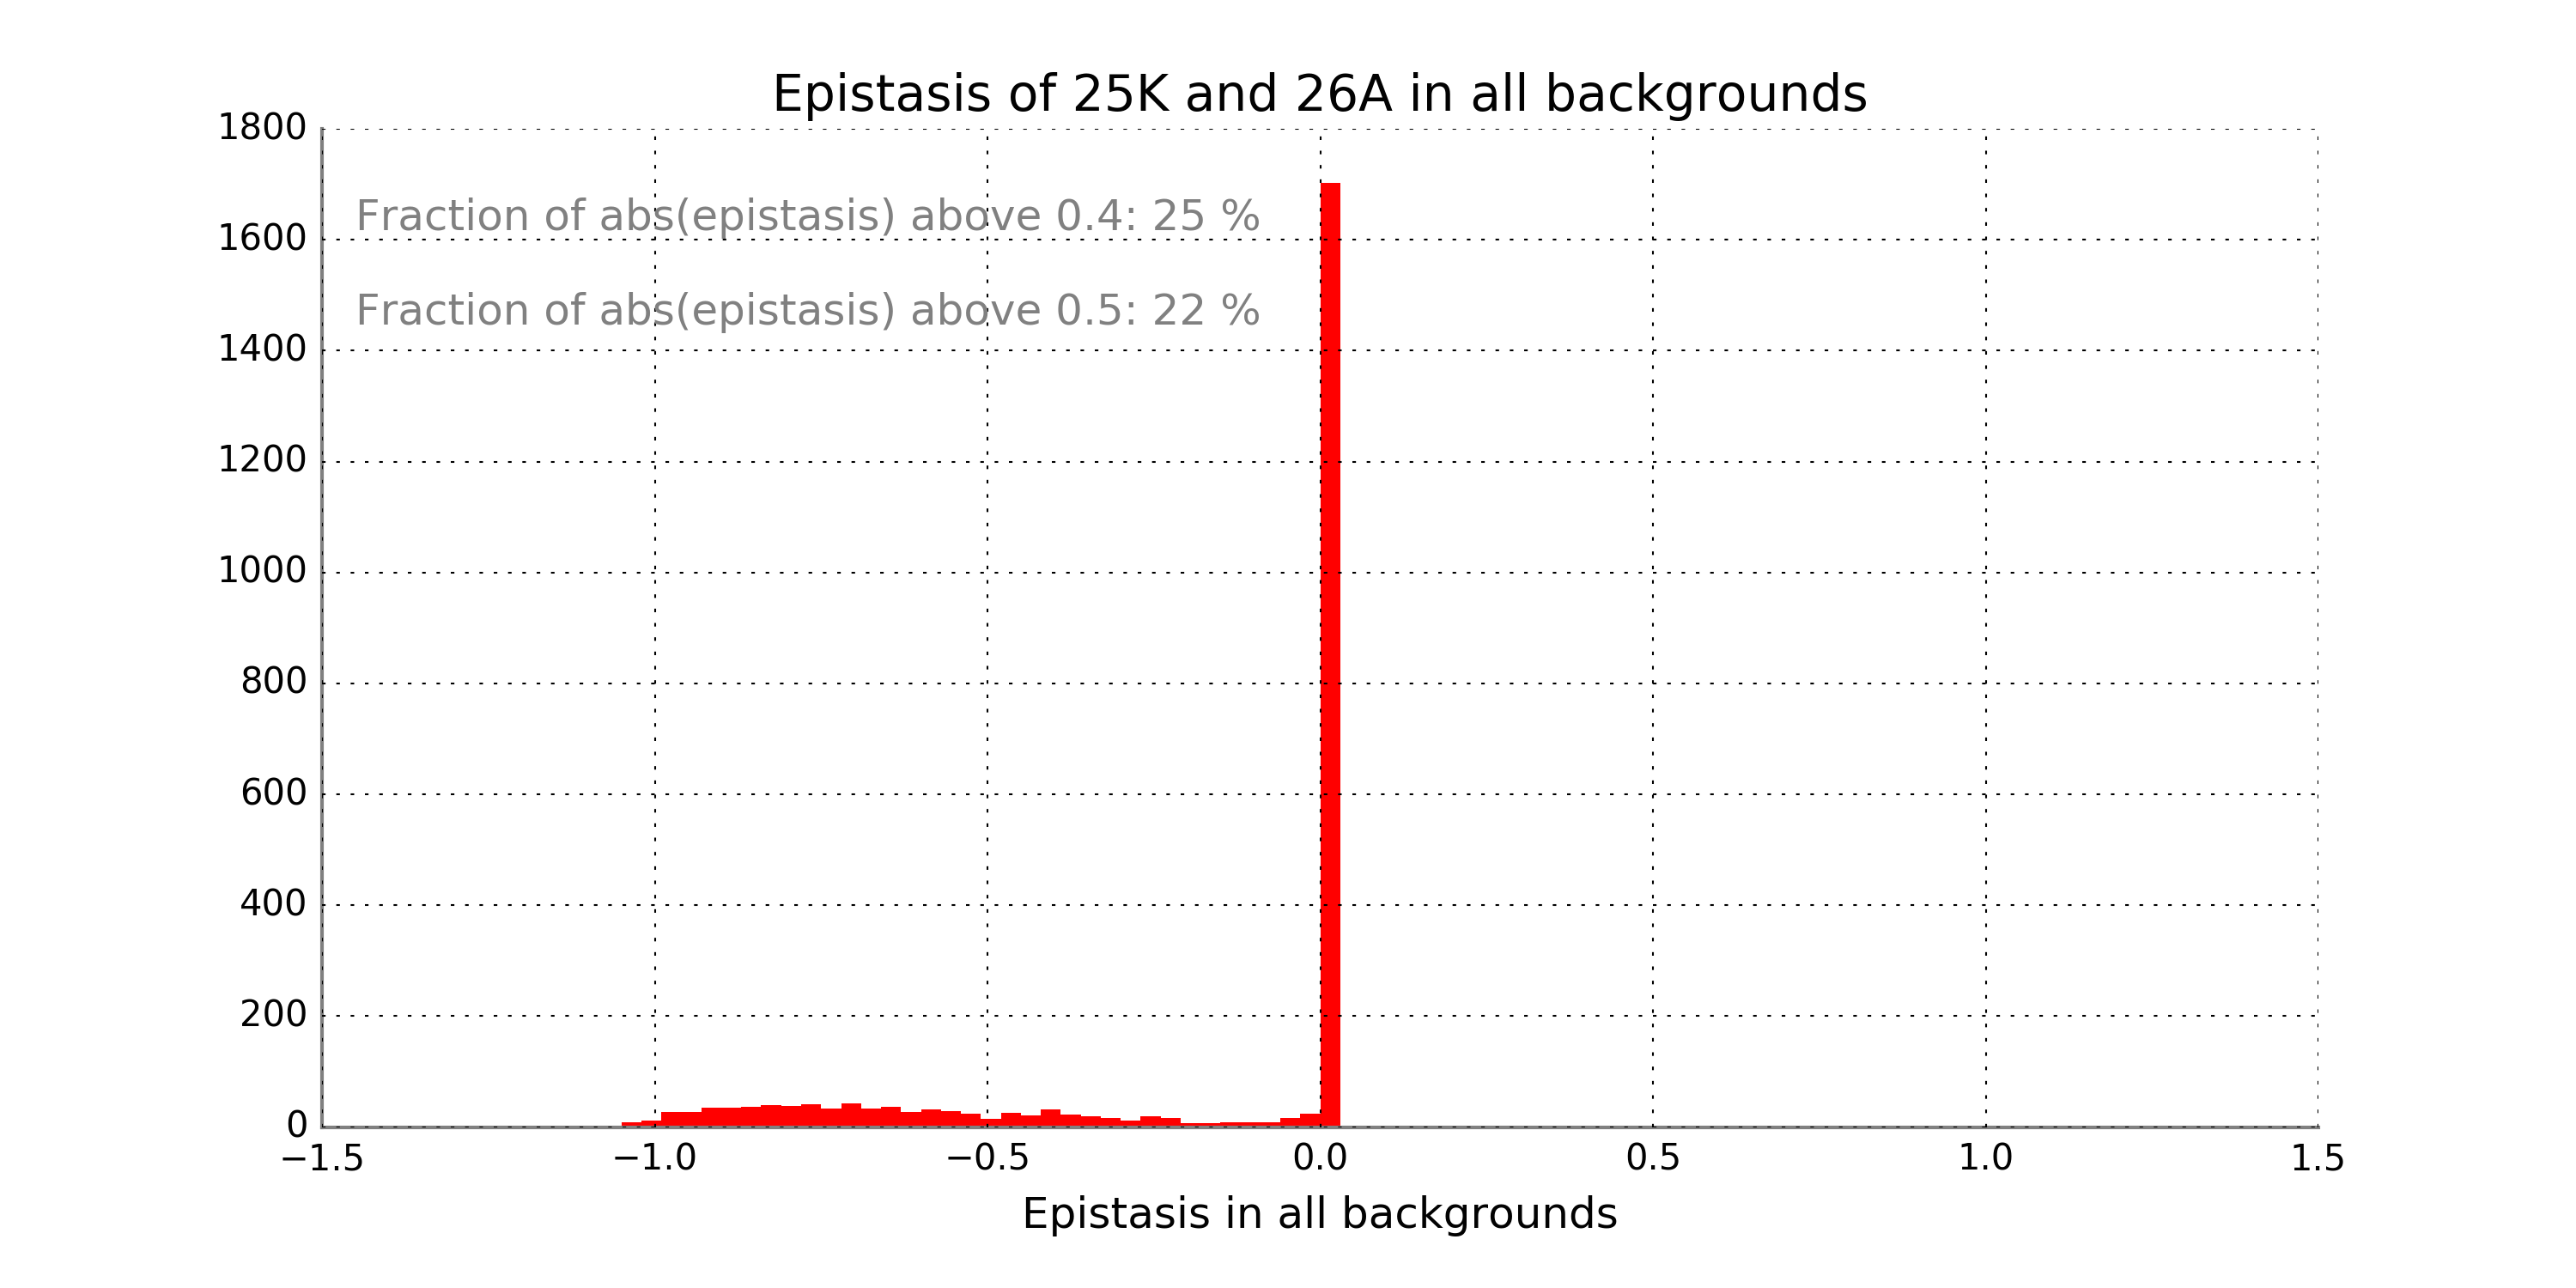 Epistasis of 25K and 26A in all backgrounds
1800
1600
1400
1200
1000
800
600
400
200
0
Fraction of abs(epistasis) above 0.4: 25 %
Fraction of abs(epistasis) above 0.5: 22 %
−1.5 −1.0 −0.5 0.0 0.5 1.0 1.5
Epistasis in all backgrounds